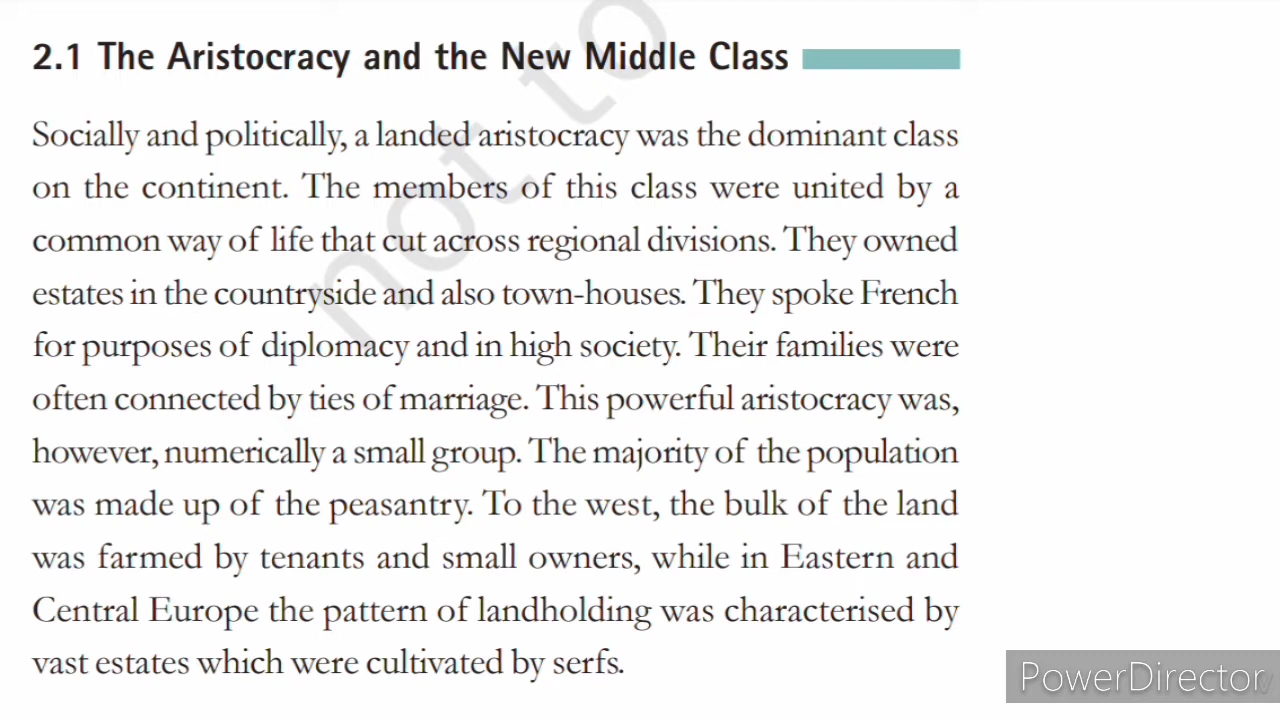 2.1 The Aristocracy and the New Middle Class
not to
Socially and politically, a landed aristocracy was the dominant class
on the continent. The members of this class were united by a
common way of life that cut across regional divisions. They owned
estates in the countryside and also town-houses. They spoke French
for purposes of diplomacy and in high society. Their families were
often connected by ties of marriage. This powerful aristocracy was,
however, numerically a small group. The majority of the population
was made up of the peasantry. To the west, the bulk of the land
was farmed by tenants and small owners, while in Eastern and
Central Europe the pattern of landholding was characterised by
vast estates which were cultivated by serfs.
PowerDirector